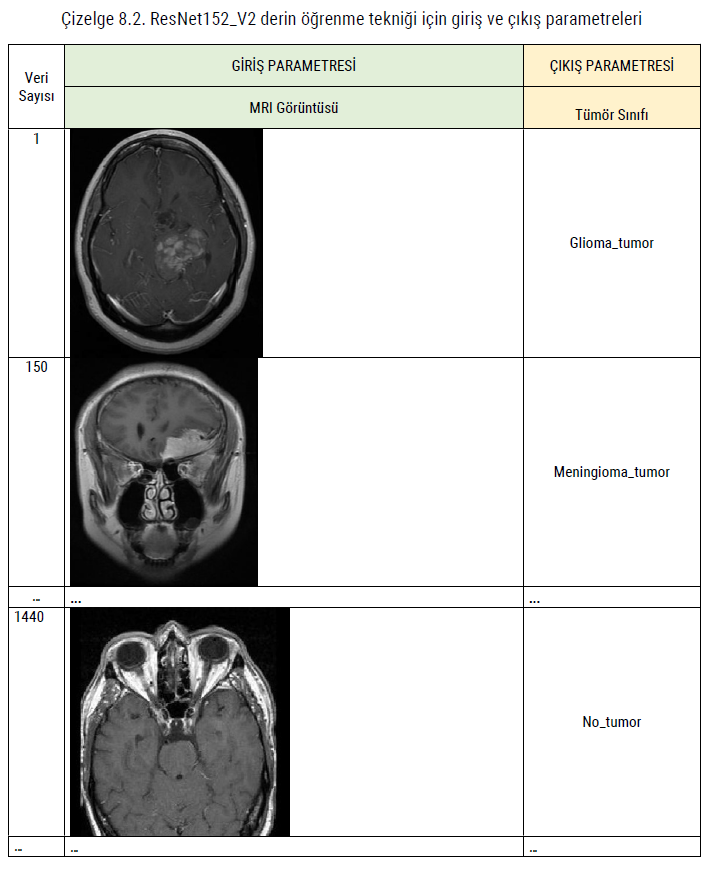 Çizelge 8.2. ResNet152_V2 derin öğrenme tekniği için giriş ve çıkış parametreleri
Veri Sayısı
GİRİŞ PARAMETRESİ
ÇIKIŞ PARAMETRESİ
MRI Görüntüsü
Tümör Sınıfı
1
Glioma_tumor
150
Meningioma_tumor
... ... ...
1440
No_tumor
... ... ...